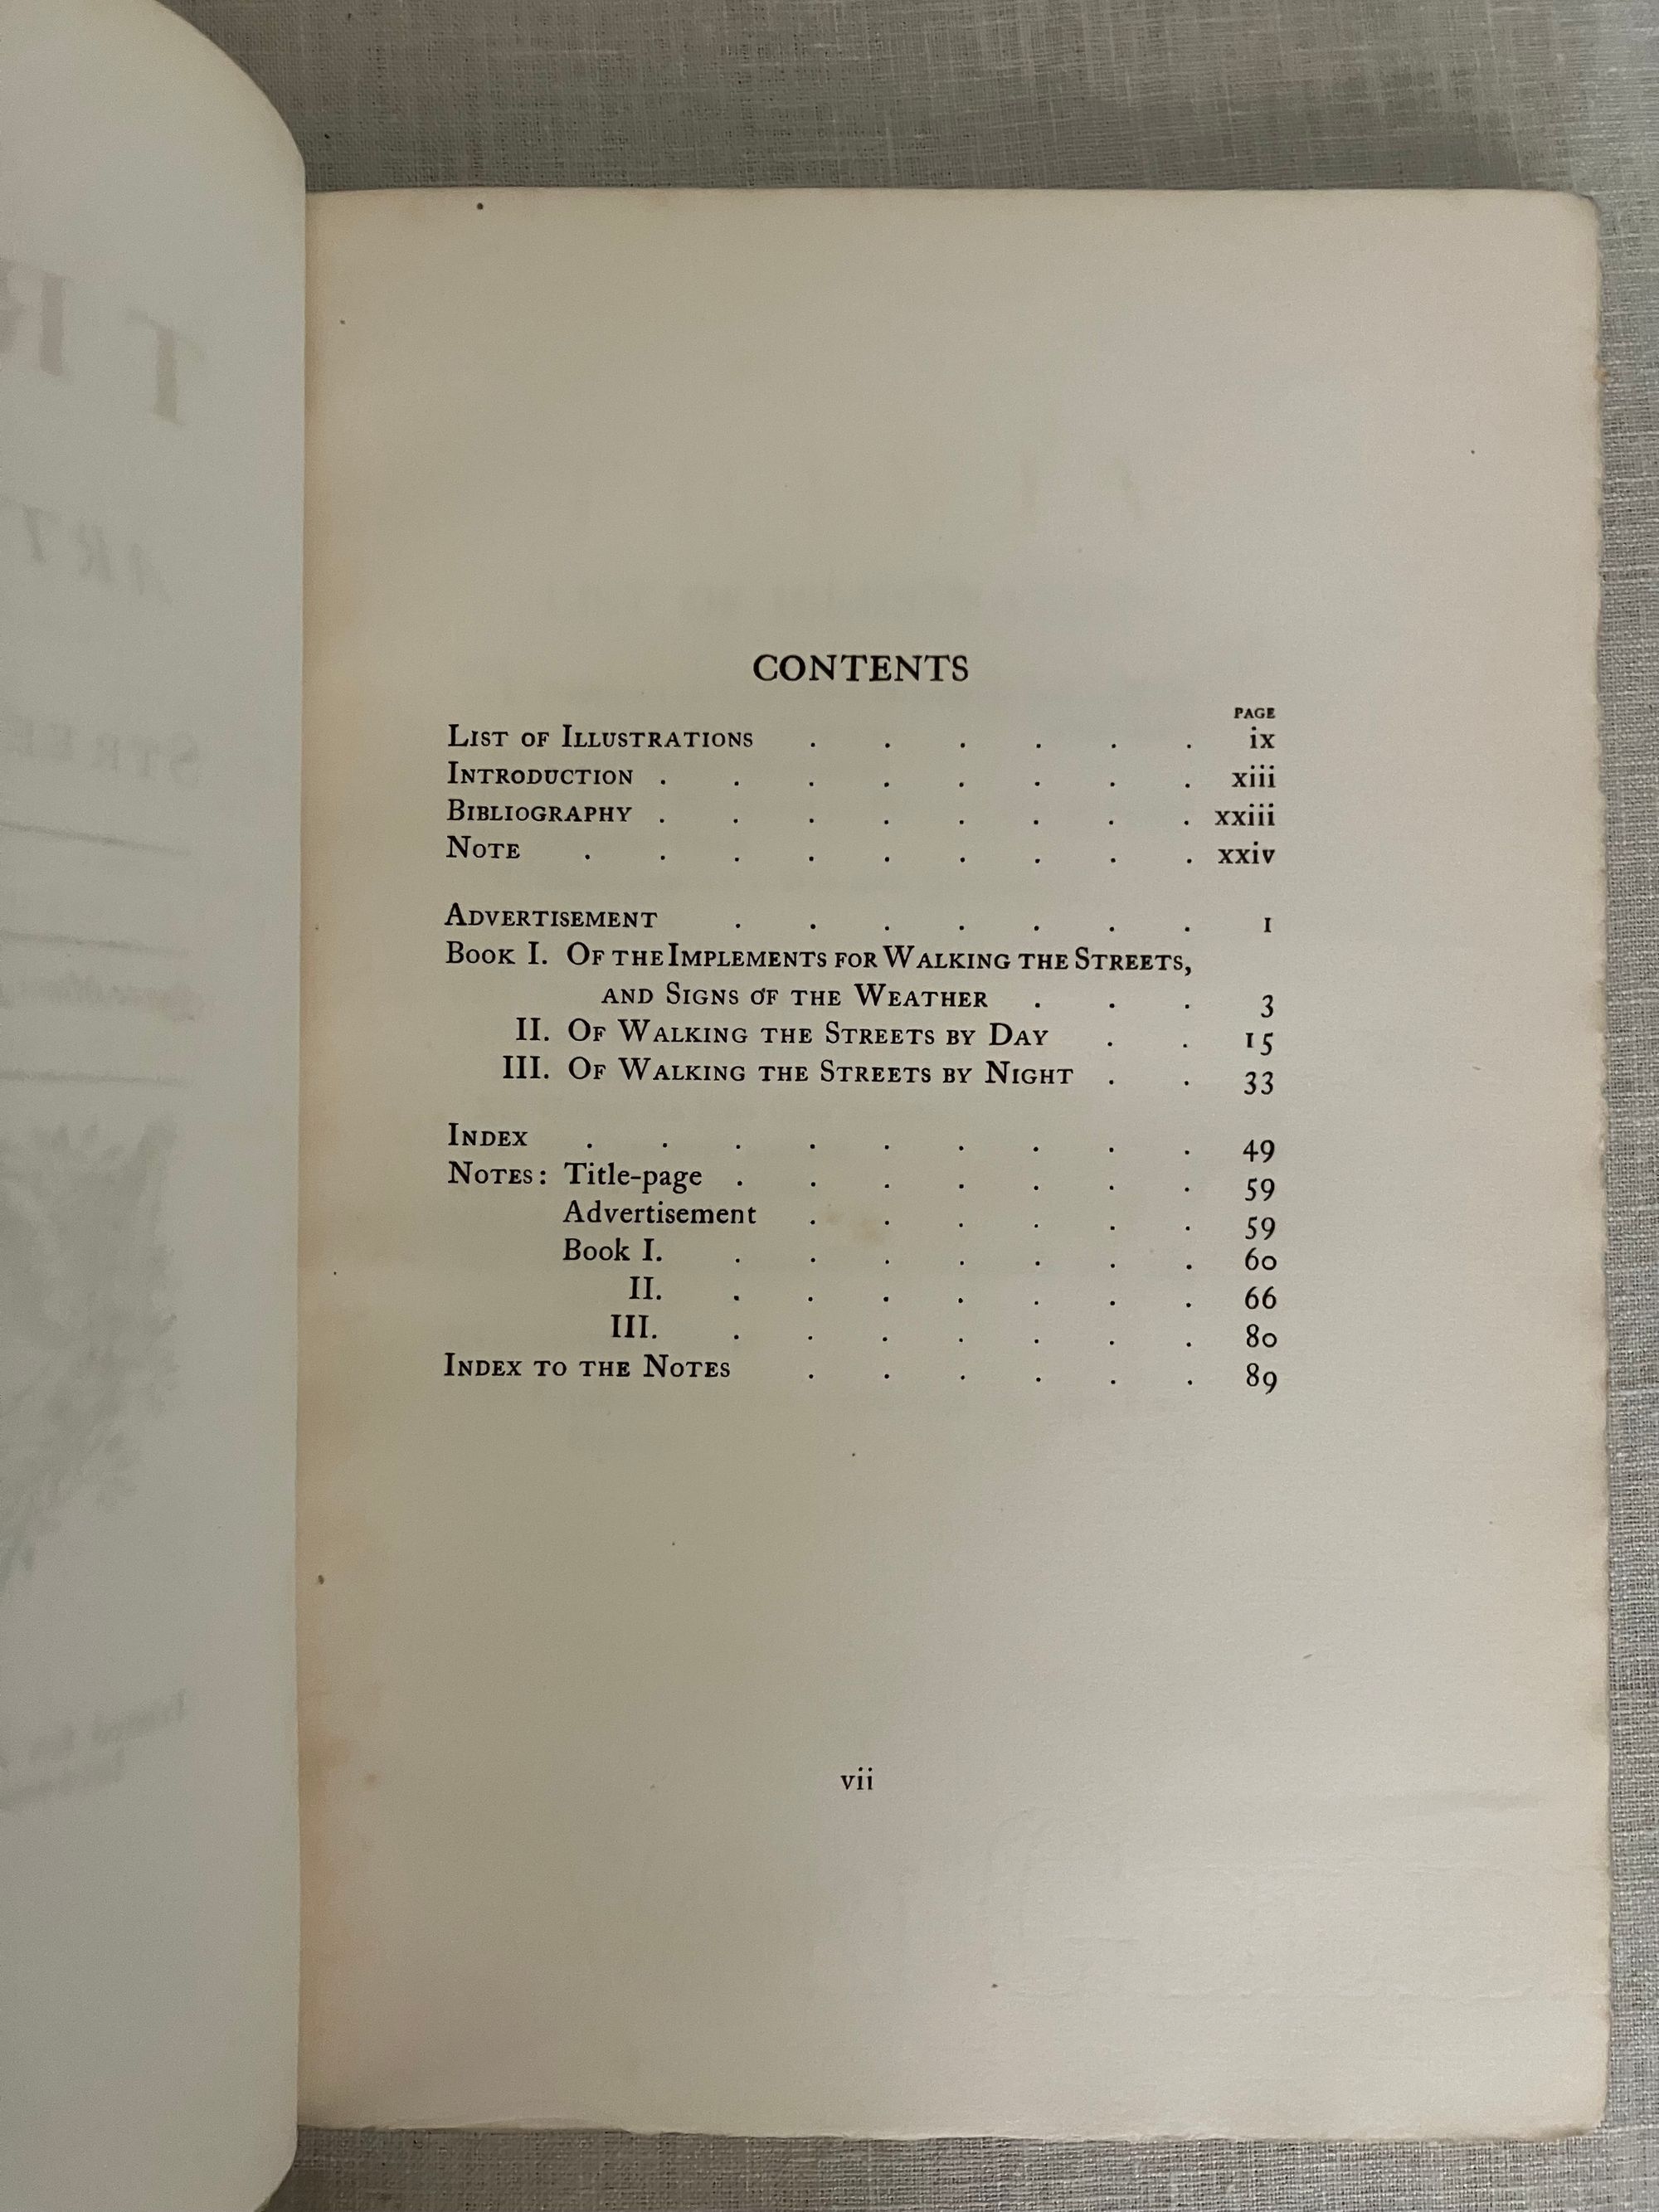 CONTENTS
PAGE
List of Illustrations . . . . . . ix
Introduction . . . . . . . . xiii
Bibliography . . . . . . . . xxiii
Note . . . . . . . . . xxiv
Advertisement . . . . . . . 1
Book I. Of the Implements for Walking the Streets,
and Signs of the Weather . . . 3
II. Of Walking the Streets by Day . . 15
III. Of Walking the Streets by Night . . 33
Index . . . . . . . . . 49
Notes: Title-page . . . . . . . 59
Advertisement . . . . . . 59
Book I. . . . . . . . 60
II. . . . . . . . 66
III. . . . . . . . 80
Index to the Notes . . . . . . 89
vii